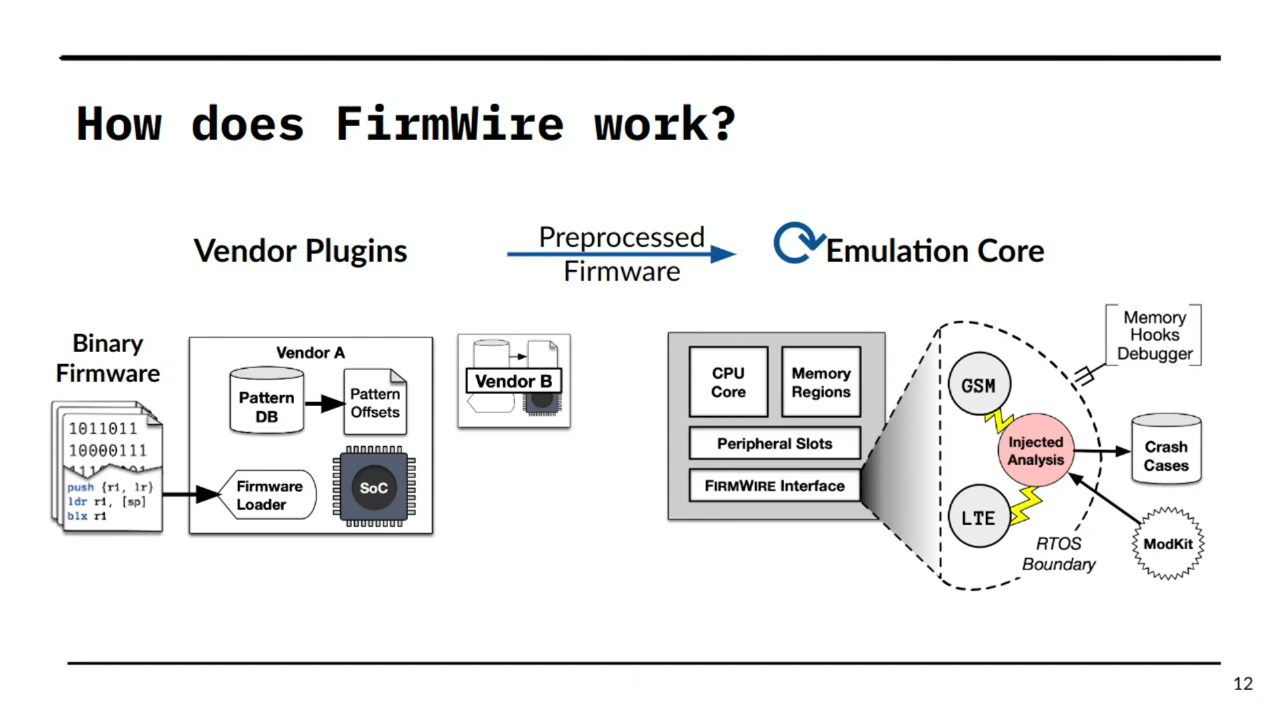 How does FirmWire work?
Vendor Plugins
Preprocessed
Firmware
Emulation Core
Binary
Firmware
1011011
10000111
push {r1, lr}
ldr r1, [sp]
blx r1
Vendor A
Pattern
DB
Pattern
Offsets
Firmware
Loader
SoC
Vendor B
CPU
Core
Memory
Regions
Peripheral Slots
FIRMWIRE Interface
GSM
LTE
Injected
Analysis
RTOS
Boundary
Memory
Hooks
Debugger
Crash
Cases
ModKit
12